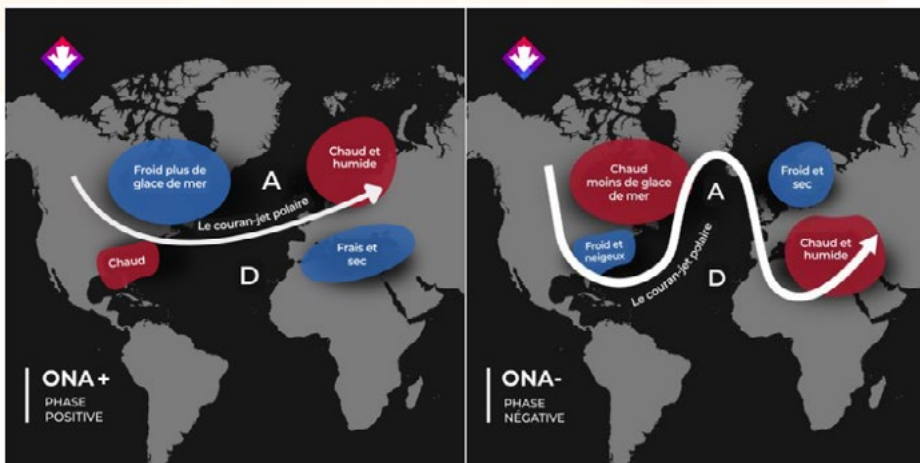 Froid plus de
glace de mer
A
Chaud et
humide
Le couran-jet polaire
Chaud
D
Frais et
sec
ONA+
PHASE
POSITIVE
Chaud
moins de glace
de mer
A
Froid et
sec
Froid et
neigeux
Le couran-jet polaire
D
Chaud et
humide
ONA-
PHASE
NÉGATIVE